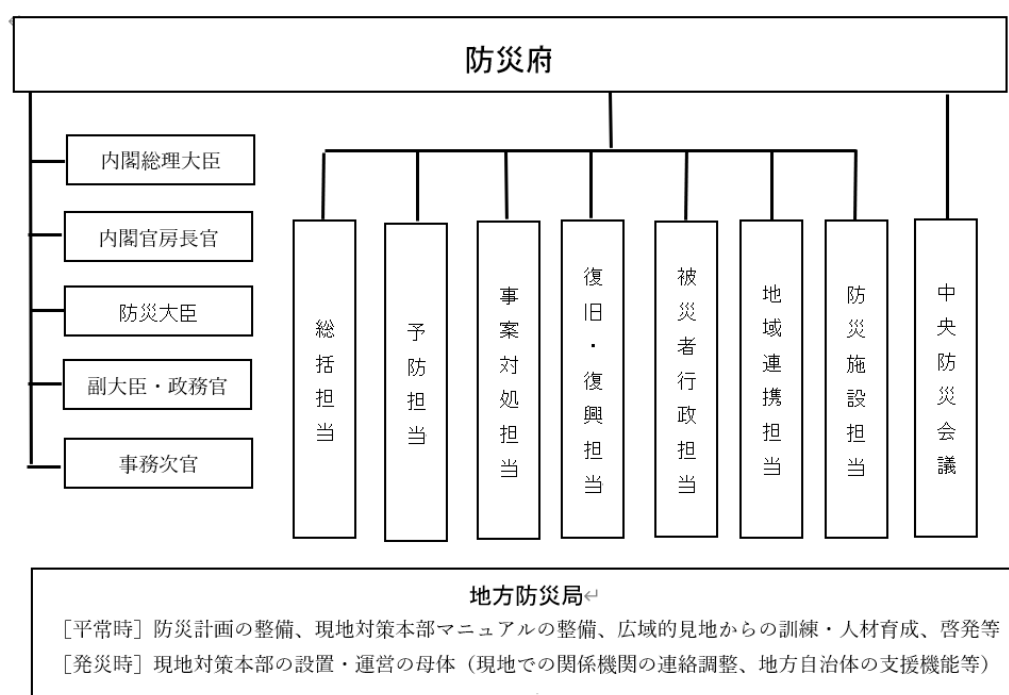 防災府
内閣総理大臣
内閣官房長官
防災大臣
副大臣・政務官
事務次官
総括担当
予防担当
事案対処担当
復旧・復興担当
被災者行政担当
地域連携担当
防災施設担当
中央防災会議
地方防災局↵
［平常時］防災計画の整備、現地対策本部マニュアルの整備、広域的見地からの訓練・人材育成、啓発等
［発災時］現地対策本部の設置・運営の母体（現地での関係機関の連絡調整、地方自治体の支援機能等）